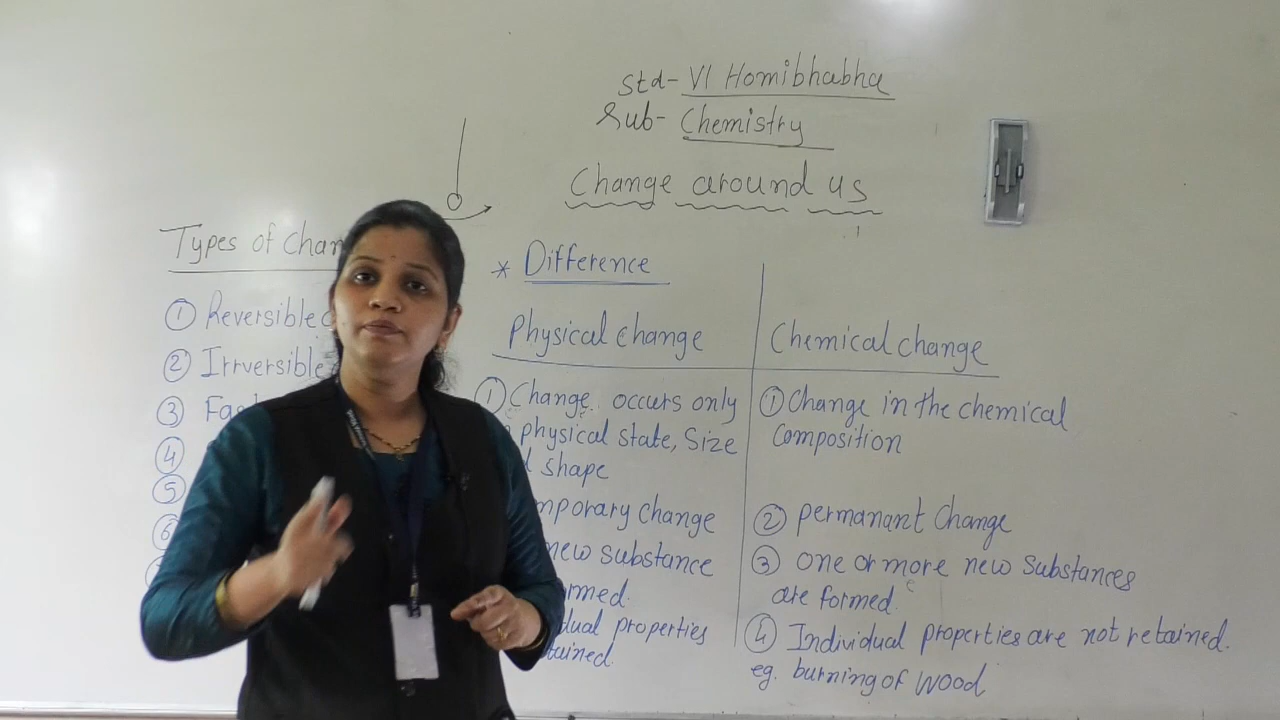 Std- VI Homibhabha
Sub- Chemistry
Change around us
Types of Chan
① Reversible
② Irrversible
③ Fas
④
⑤
⑥
* Difference
Physical change
① Change occurs only
physical state, Size
shape
mporary change
new substance
rmed.
dual properties
tained.
Chemical change
① Change in the chemical
Composition
② permanant Change
③ one or more new Substances
are formed.
④ Individual properties are not retained.
eg. burning of wood